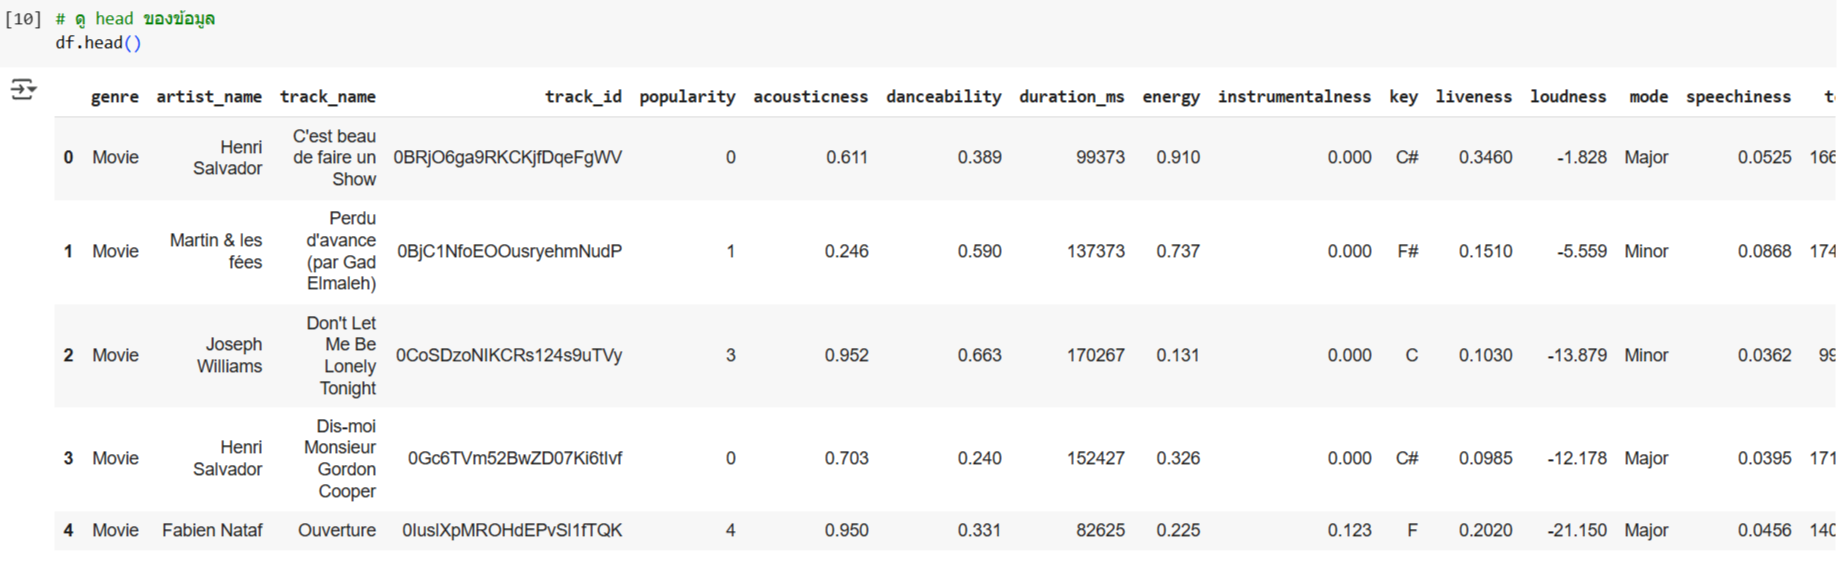 [10] # ดู head ของข้อมูล
df.head()
genre artist_name track_name track_id popularity acousticness danceability duration_ms energy instrumentalness key liveness loudness mode speechiness
0 Movie Henri Salvador C'est beau de faire un Show 0BRjO6ga9RKCKjfDqeFgWV 0 0.611 0.389 99373 0.910 0.000 C# 0.3460 -1.828 Major 0.0525 166
1 Movie Martin & les fées Perdu d'avance (par Gad Elmaleh) 0BjC1NfoEOOusryehmNudP 1 0.246 0.590 137373 0.737 0.000 F# 0.1510 -5.559 Minor 0.0868 174
2 Movie Joseph Williams Don't Let Me Be Lonely Tonight 0CoSDzoNIKCRs124s9uTVy 3 0.952 0.663 170267 0.131 0.000 C 0.1030 -13.879 Minor 0.0362 99
3 Movie Henri Salvador Dis-moi Monsieur Gordon Cooper 0Gc6TVm52BwZD07Ki6tIvf 0 0.703 0.240 152427 0.326 0.000 C# 0.0985 -12.178 Major 0.0395 171
4 Movie Fabien Nataf Ouverture 0IuslXpMROHdEPvSl1fTQK 4 0.950 0.331 82625 0.225 0.123 F 0.2020 -21.150 Major 0.0456 140